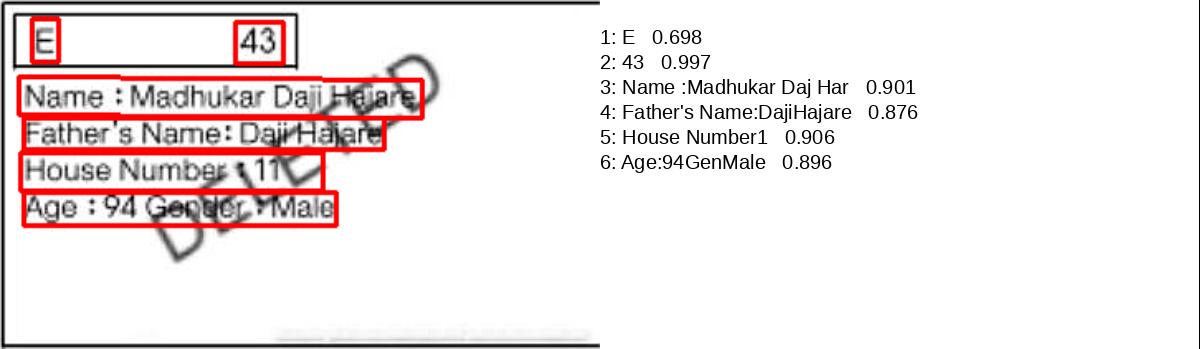 E 43
Name : Madhukar Daji Hajare
Father's Name: Daji Hajare
House Number : 11
Age : 94 Gender : Male
DELETED
1: E 0.698
2: 43 0.997
3: Name :Madhukar Daj Har 0.901
4: Father's Name:DajiHajare 0.876
5: House Number1 0.906
6: Age:94GenMale 0.896